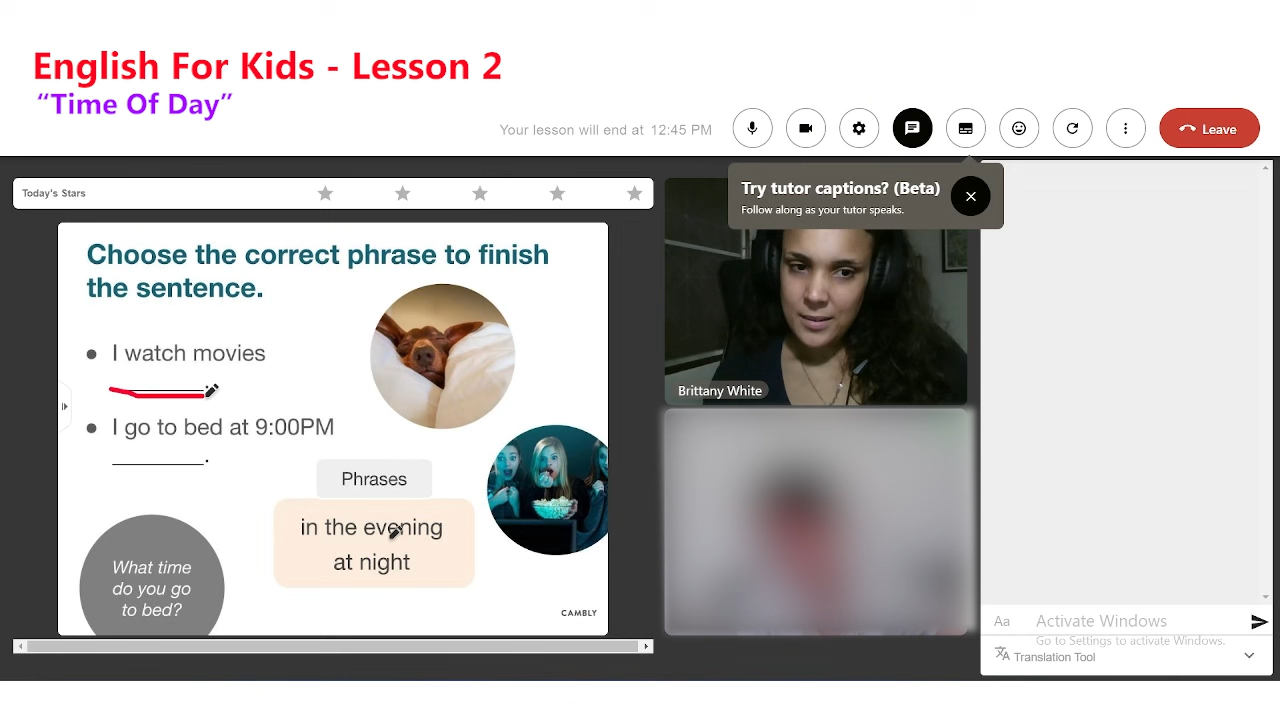 English For Kids - Lesson 2
“Time Of Day”
Your lesson will end at 12:45 PM
Leave
Try tutor captions? (Beta)
Follow along as your tutor speaks.
Today's Stars
Choose the correct phrase to finish
the sentence.
● I watch movies
__________.
● I go to bed at 9:00PM
__________.
Phrases
in the evening
at night
What time
do you go
to bed?
CAMBLY
Brittany White
Aa
Activate Windows
Go to Settings to activate Windows.
Translation Tool